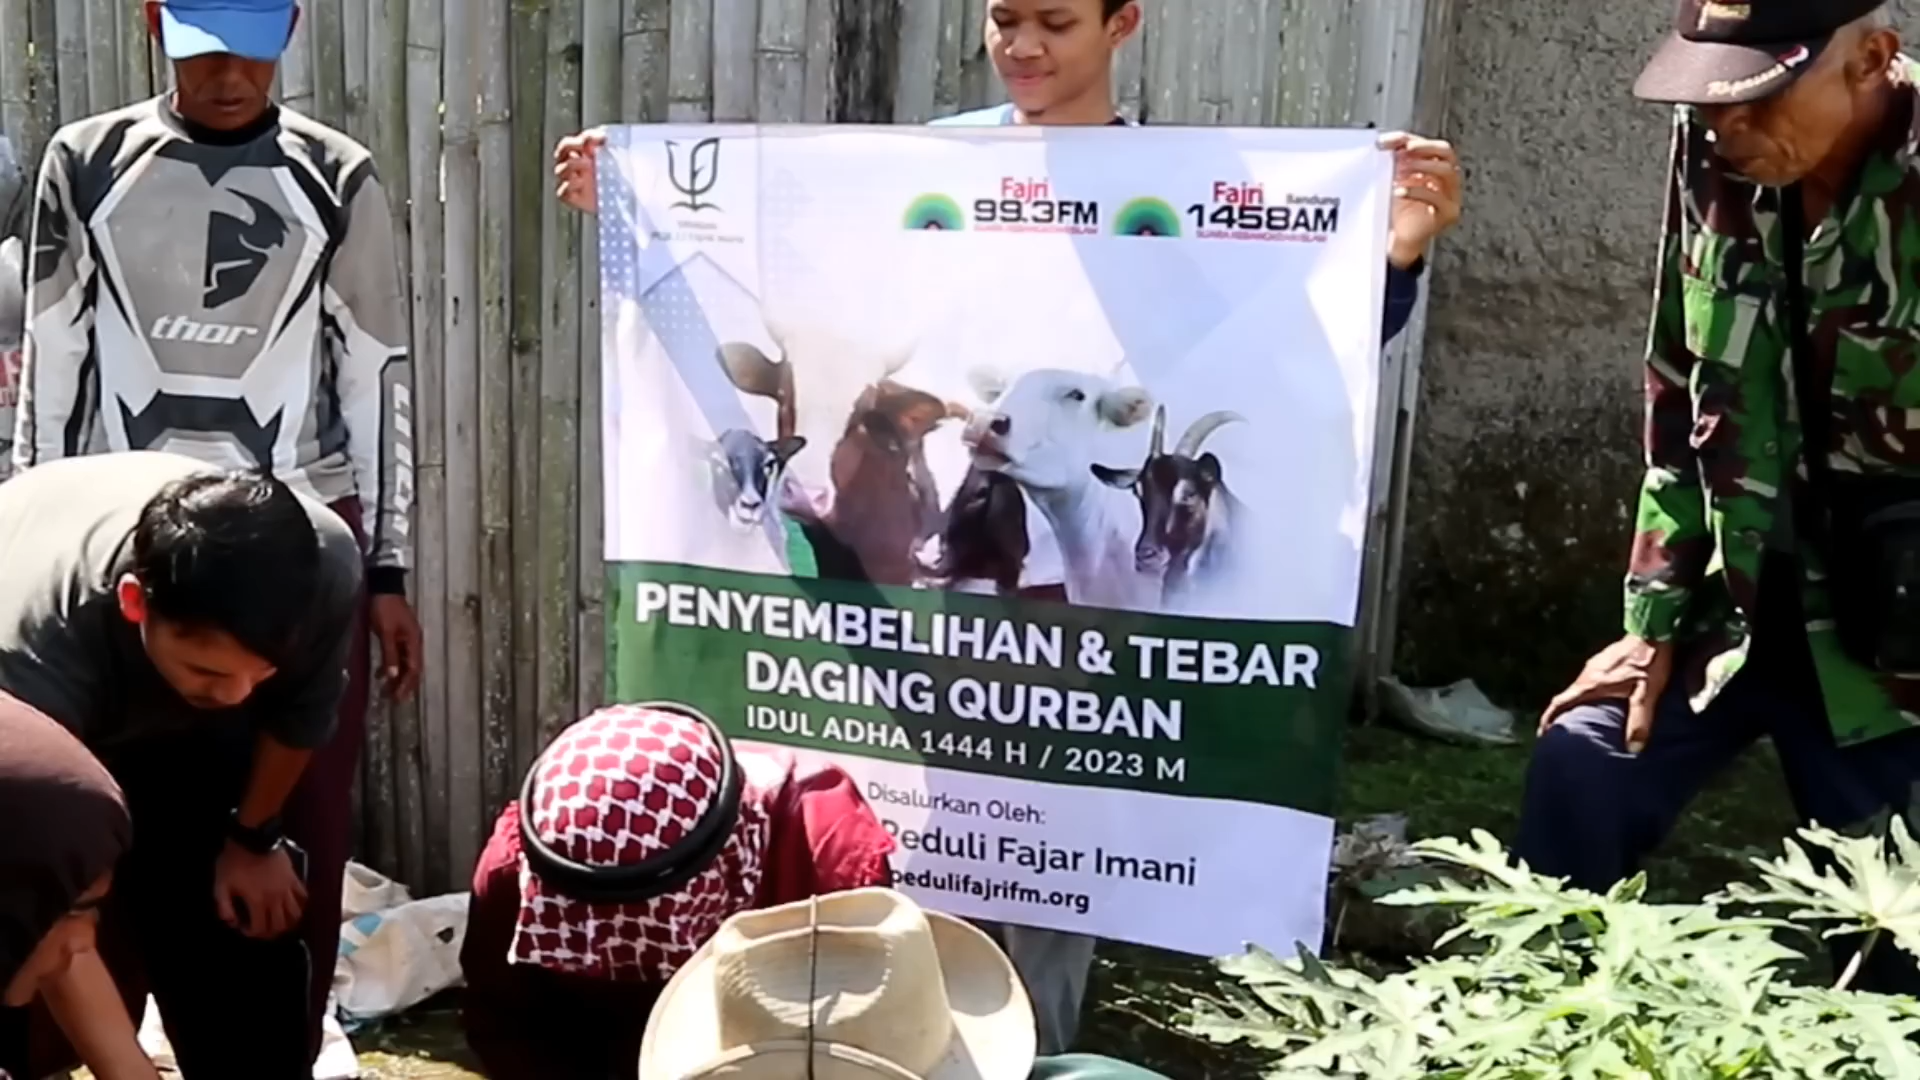 Fajri
99.3FM
Fajri Bandung
1458AM
PENYEMBELIHAN & TEBAR
DAGING QURBAN
IDUL ADHA 1444 H / 2023 M
Disalurkan Oleh:
Peduli Fajar Imani
pedulifajrifm.org
thor